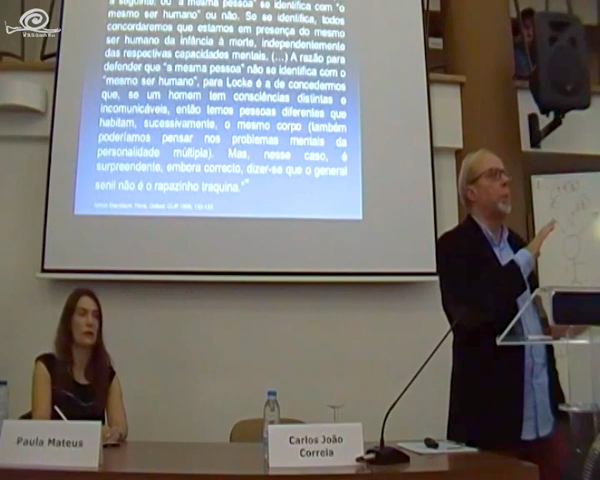 a seguinte, ou "a mesma pessoa" se identifica com "o
mesmo ser humano" ou não. Se se identifica, todos
concordaremos que estamos em presença do mesmo
ser humano da infância à morte, independentemente
das respectivas capacidades mentais. (...) A razão para
defender que "a mesma pessoa" não se identifica com o
"mesmo ser humano", para Locke é a de concedermos
que, se um homem tem consciências distintas e
incomunicáveis, então temos pessoas diferentes que
habitam, sucessivamente, o mesmo corpo (também
poderíamos pensar nos problemas mentais da
personalidade múltipla). Mas, nesse caso, é
surpreendente, embora correcto, dizer-se que o general
senil não é o rapazinho traquina."
Paula Mateus
Carlos João
Correia